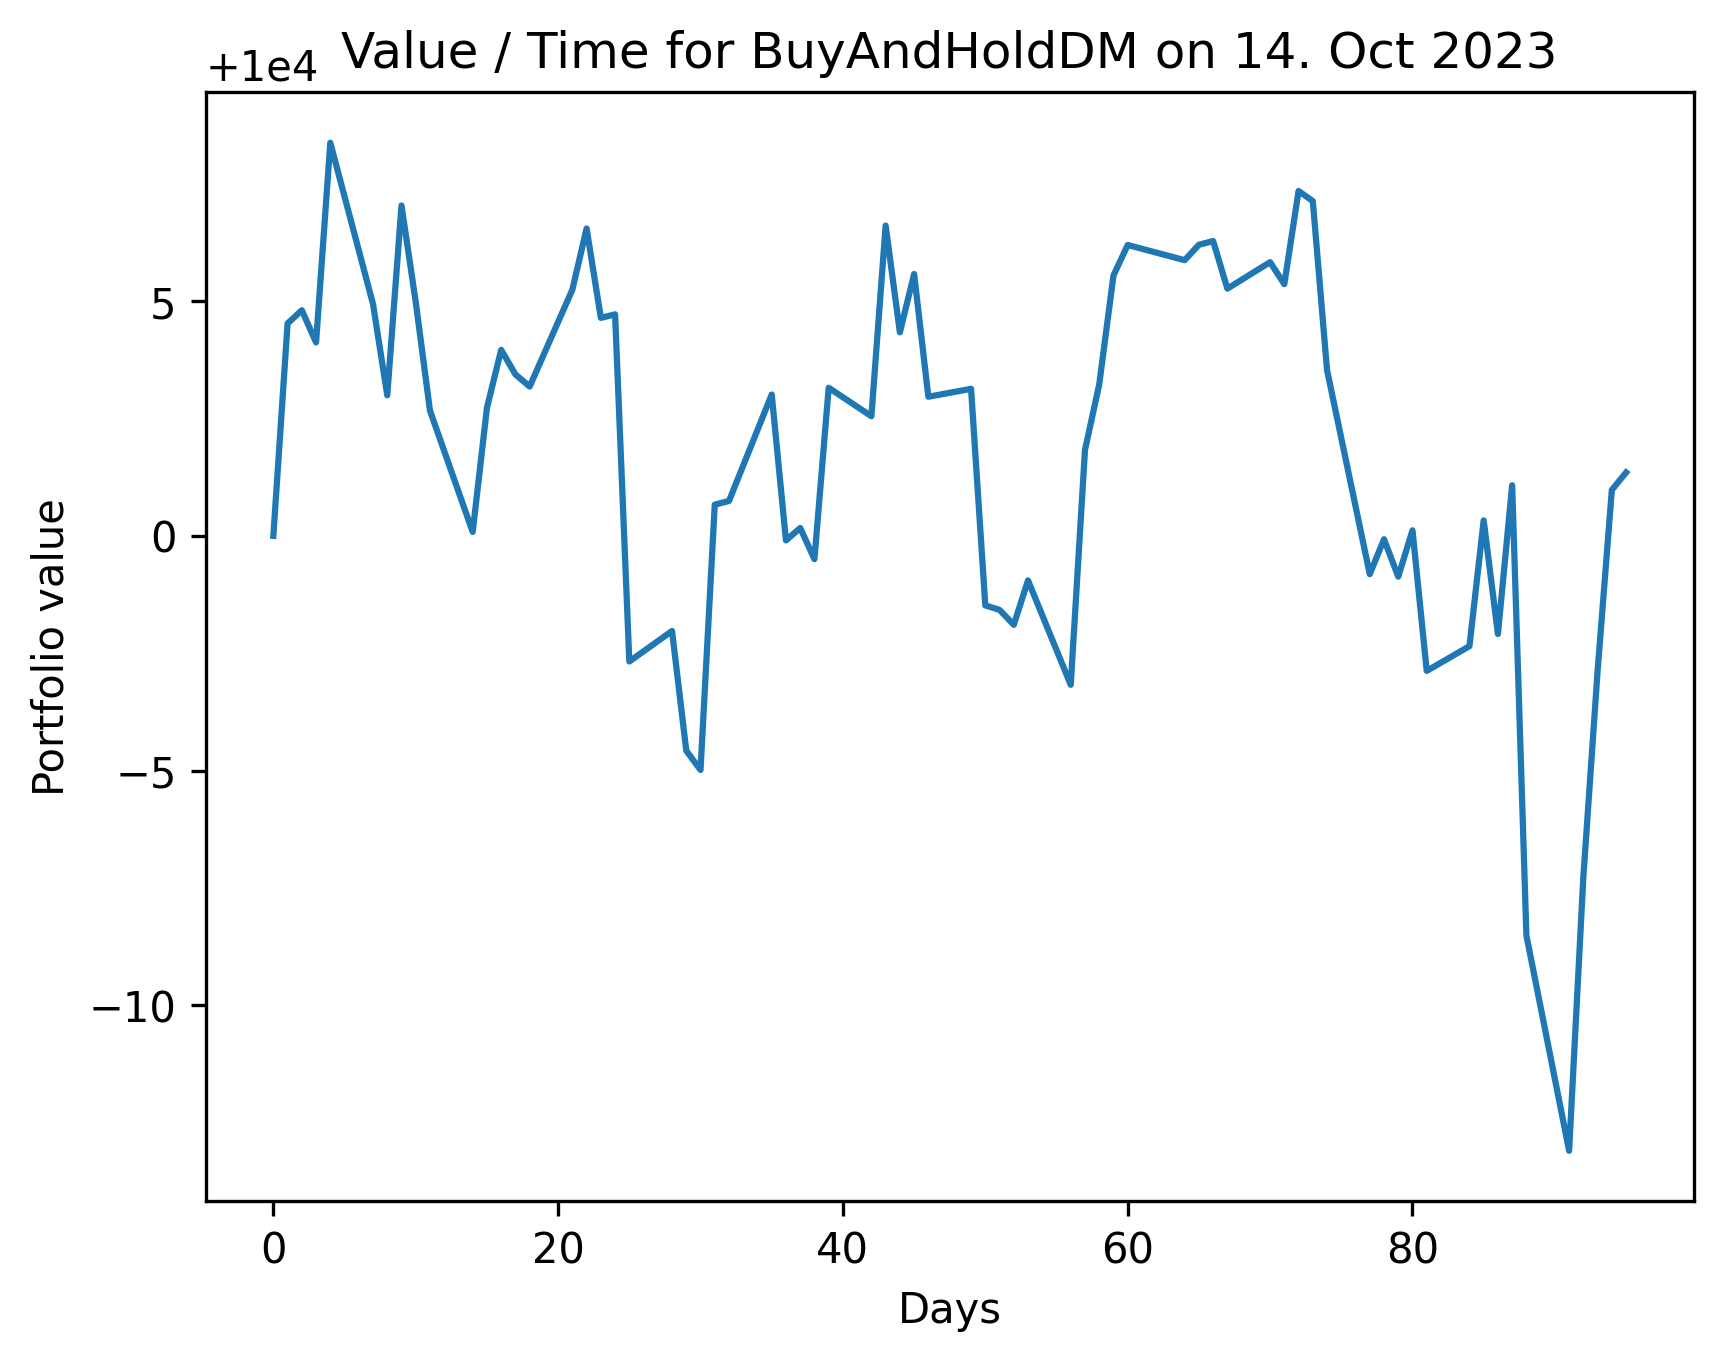 Value / Time for BuyAndHoldDM on 14. Oct 2023
+1e4
5
0
−5
−10
Portfolio value
0 20 40 60 80
Days